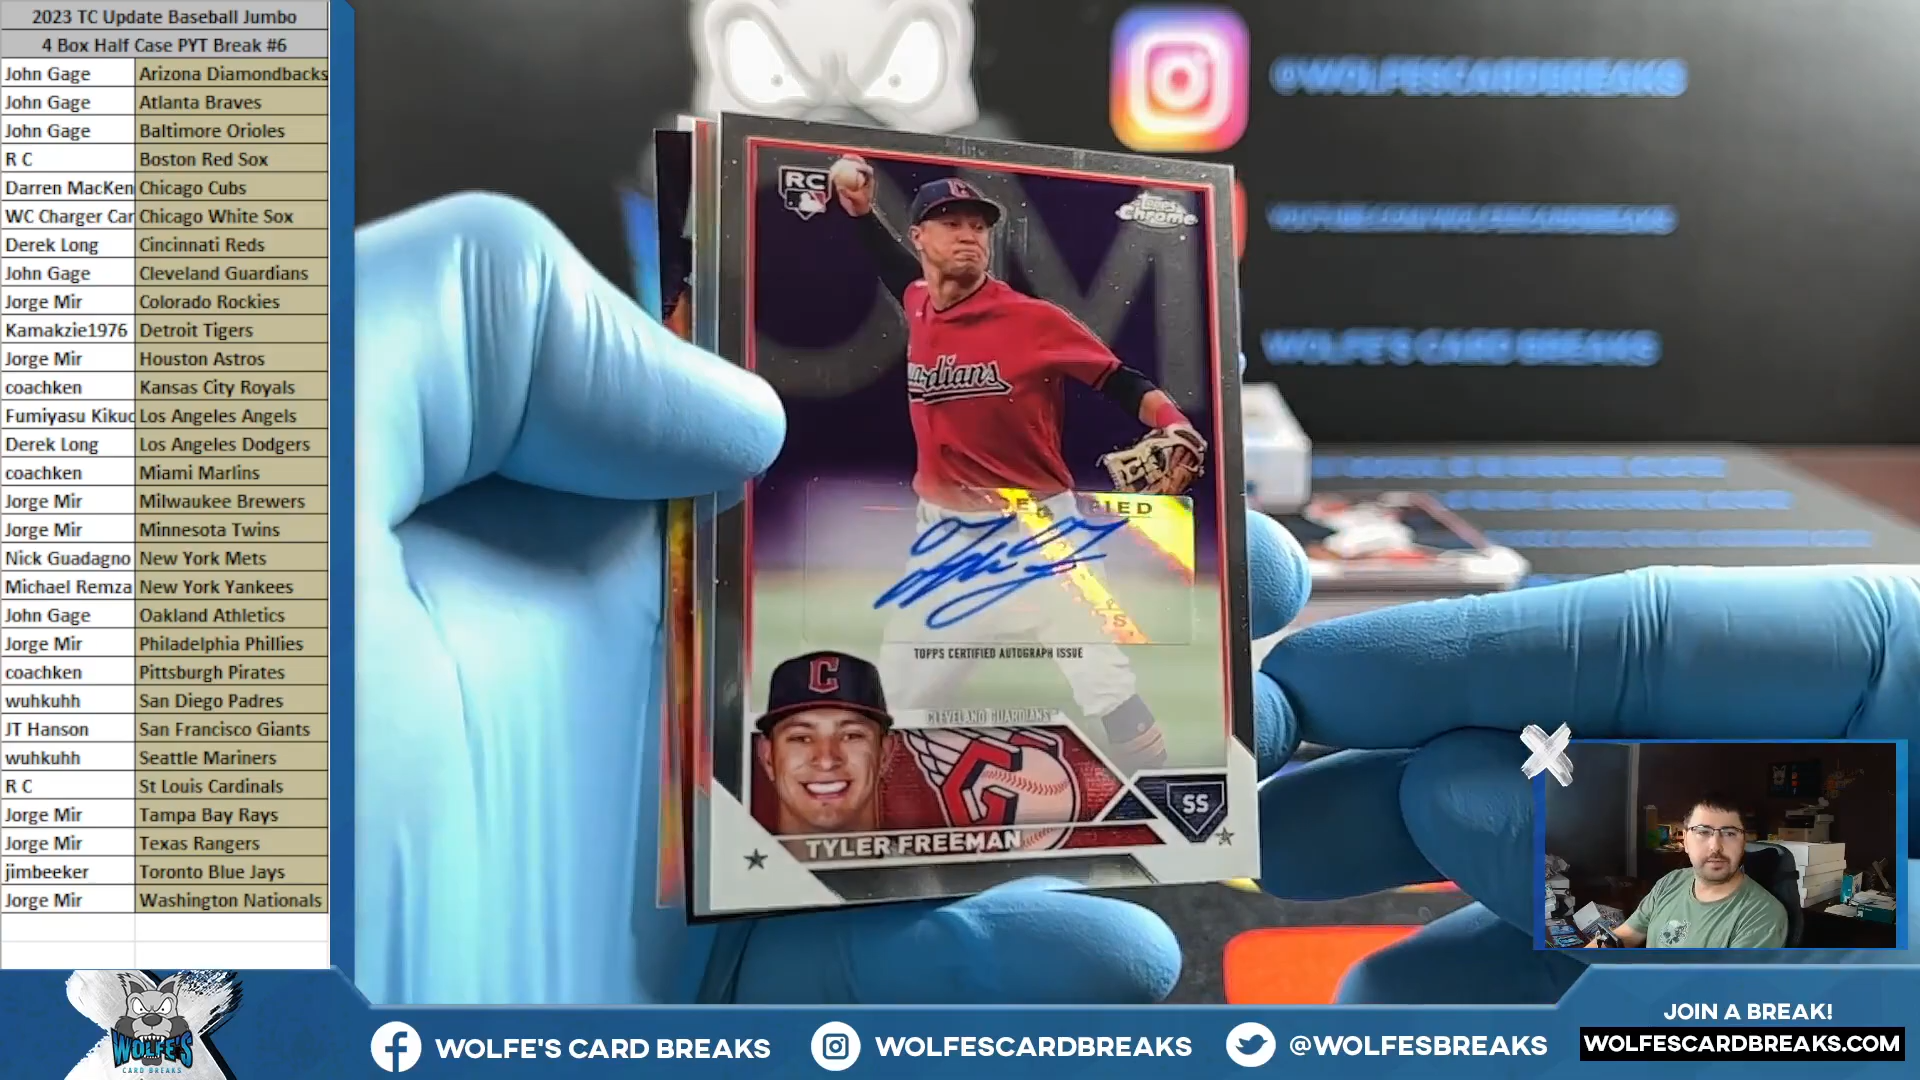 2023 TC Update Baseball Jumbo
4 Box Half Case PYT Break #6
John Gage Arizona Diamondbacks
John Gage Atlanta Braves
John Gage Baltimore Orioles
R C Boston Red Sox
Darren MacKen Chicago Cubs
WC Charger Car Chicago White Sox
Derek Long Cincinnati Reds
John Gage Cleveland Guardians
Jorge Mir Colorado Rockies
Kamakzie1976 Detroit Tigers
Jorge Mir Houston Astros
coachken Kansas City Royals
Fumiyasu Kikuc Los Angeles Angels
Derek Long Los Angeles Dodgers
coachken Miami Marlins
Jorge Mir Milwaukee Brewers
Jorge Mir Minnesota Twins
Nick Guadagno New York Mets
Michael Remza New York Yankees
John Gage Oakland Athletics
Jorge Mir Philadelphia Phillies
coachken Pittsburgh Pirates
wuhkuhh San Diego Padres
JT Hanson San Francisco Giants
wuhkuhh Seattle Mariners
R C St Louis Cardinals
Jorge Mir Tampa Bay Rays
Jorge Mir Texas Rangers
jimbeeker Toronto Blue Jays
Jorge Mir Washington Nationals
@WOLFESCARDBREAKS
WOLFE'S CARD BREAKS
RC
Topps Chrome
C
ardians
TOPPS CERTIFIED AUTOGRAPH ISSUE
C
CLEVELAND GUARDIANS
SS
TYLER FREEMAN
WOLFE'S
CARD BREAKS
WOLFE'S CARD BREAKS
WOLFESCARDBREAKS
@WOLFESBREAKS
JOIN A BREAK!
WOLFESCARDBREAKS.COM